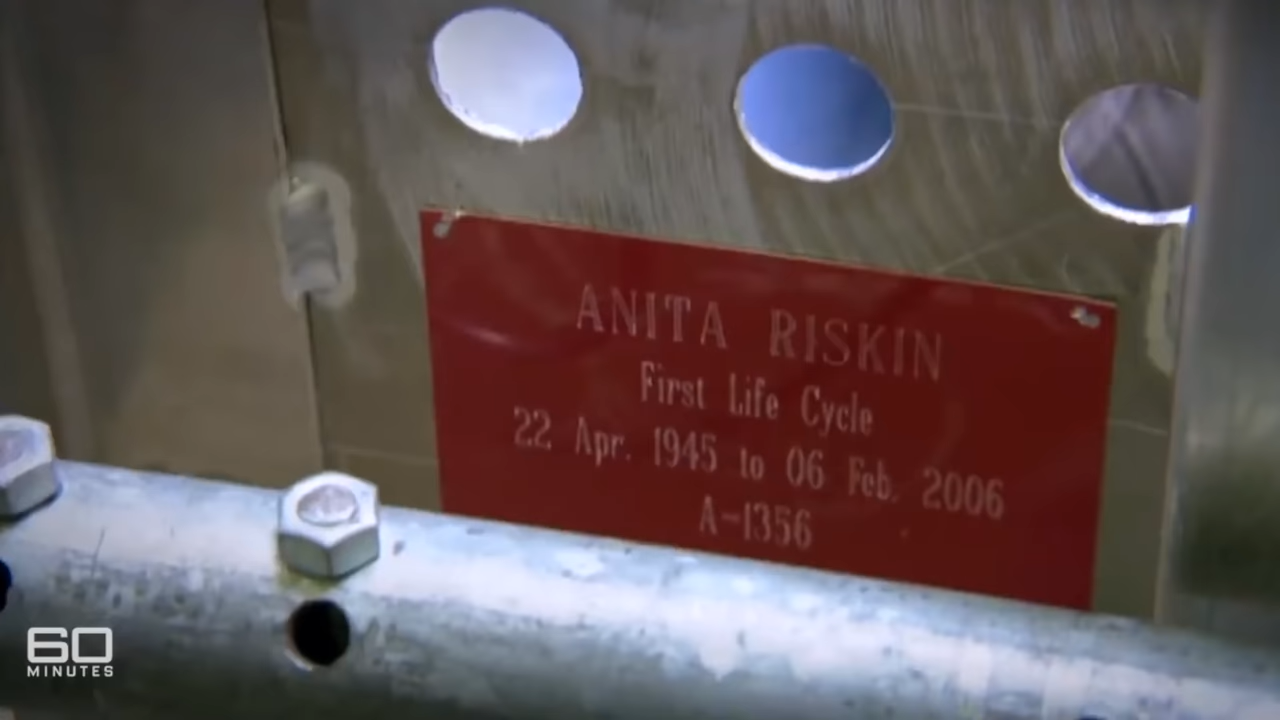 ANITA RISKIN
First Life Cycle
22 Apr. 1945 to 06 Feb. 2006
A-1356
60
MINUTES